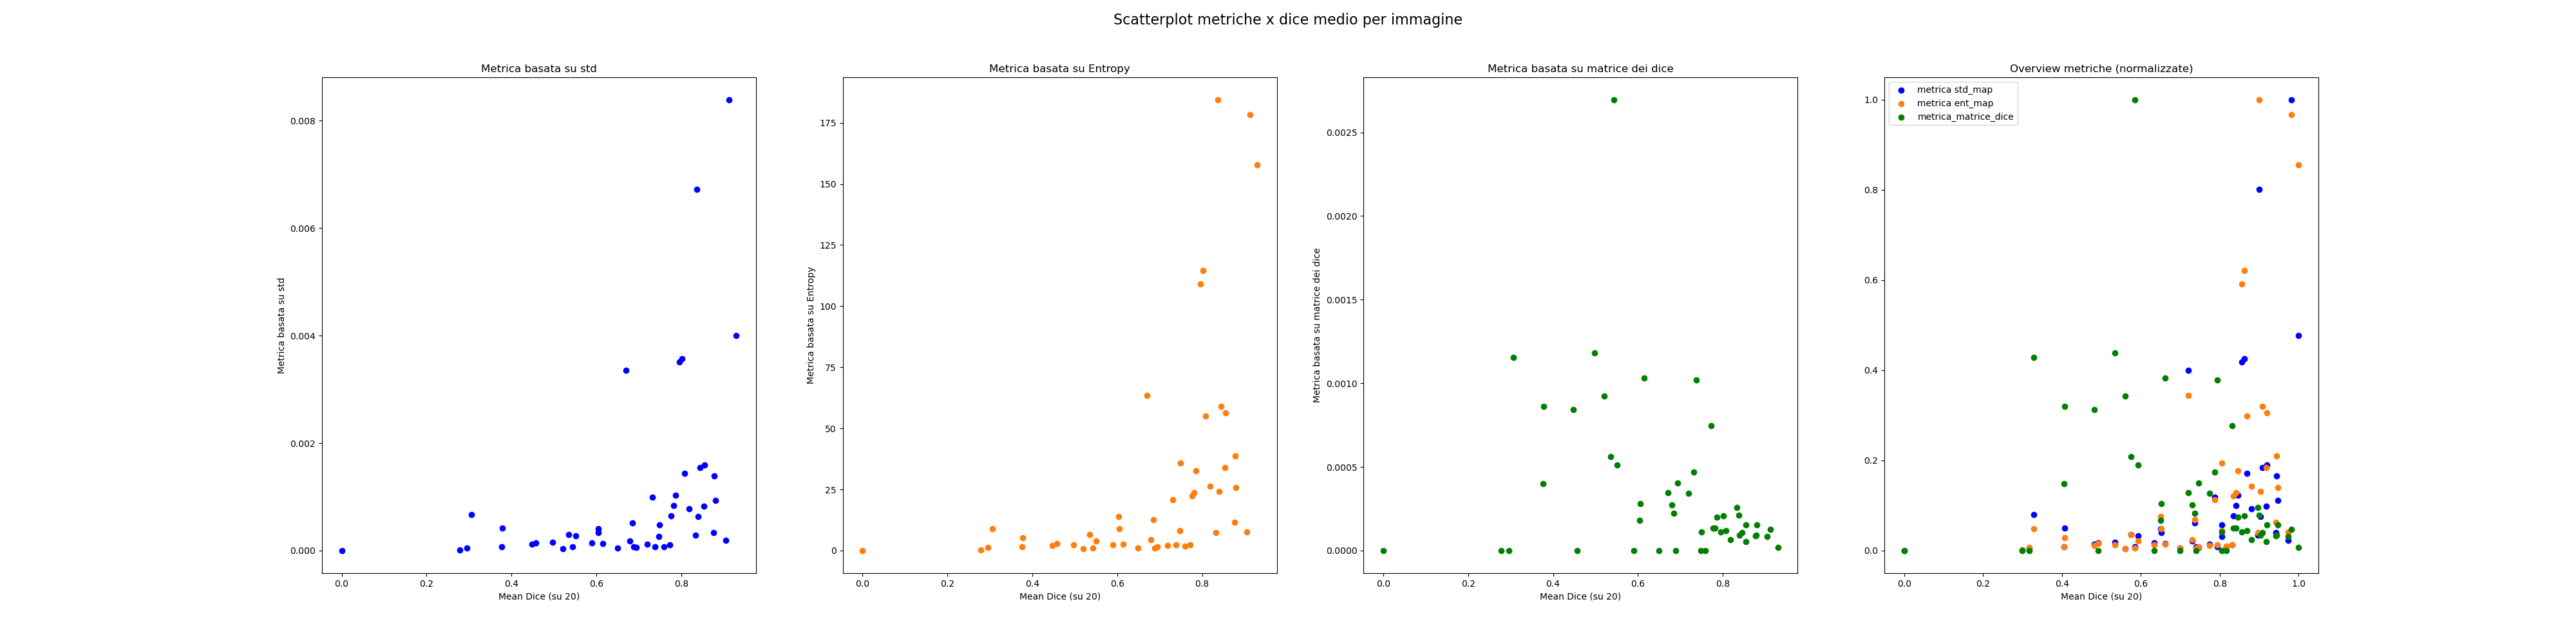 Scatterplot metriche x dice medio per immagine
Metrica basata su std
Metrica basata su std
0.008
0.006
0.004
0.002
0.000
0.0 0.2 0.4 0.6 0.8
Mean Dice (su 20)
Metrica basata su Entropy
Metrica basata su Entropy
175
150
125
100
75
50
25
0
0.0 0.2 0.4 0.6 0.8
Mean Dice (su 20)
Metrica basata su matrice dei dice
Metrica basata su matrice dei dice
0.0025
0.0020
0.0015
0.0010
0.0005
0.0000
0.0 0.2 0.4 0.6 0.8
Mean Dice (su 20)
Overview metriche (normalizzate)
metrica std_map
metrica ent_map
metrica_matrice_dice
1.0
0.8
0.6
0.4
0.2
0.0
0.0 0.2 0.4 0.6 0.8 1.0
Mean Dice (su 20)